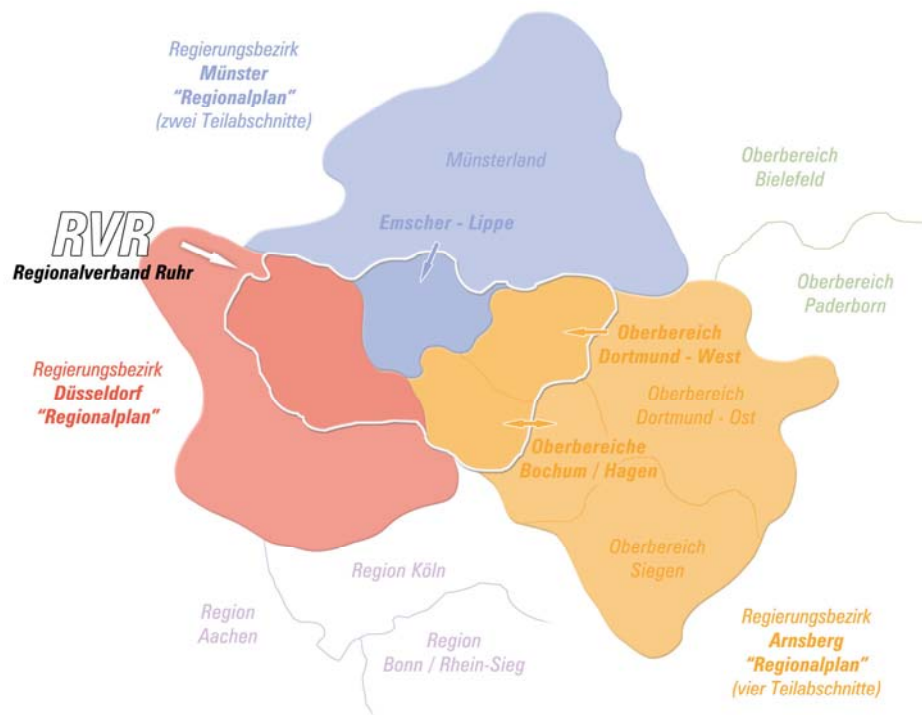 Regierungsbezirk
Münster
"Regionalplan"
(zwei Teilabschnitte)
Münsterland
Oberbereich
Bielefeld
Emscher - Lippe
RVR
Regionalverband Ruhr
Oberbereich
Paderborn
Oberbereich
Dortmund - West
Regierungsbezirk
Düsseldorf
"Regionalplan"
Oberbereich
Dortmund - Ost
Oberbereiche
Bochum / Hagen
Oberbereich
Siegen
Region Köln
Region
Aachen
Region
Bonn / Rhein-Sieg
Regierungsbezirk
Arnsberg
"Regionalplan"
(vier Teilabschnitte)